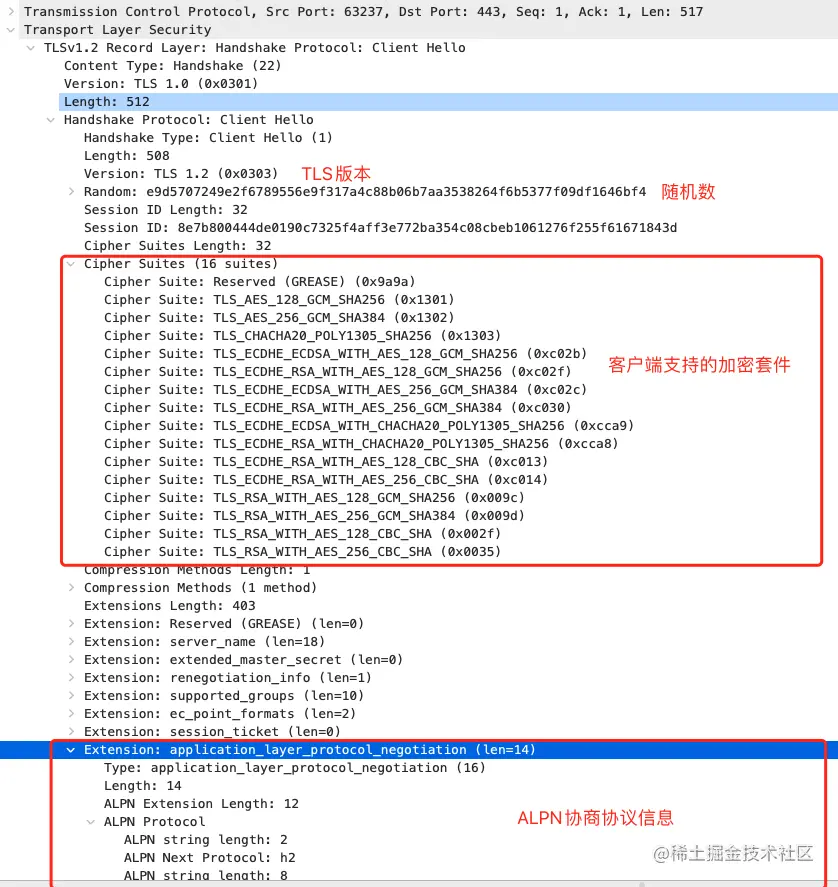 Transmission Control Protocol, Src Port: 63237, Dst Port: 443, Seq: 1, Ack: 1, Len: 517
Transport Layer Security
TLSv1.2 Record Layer: Handshake Protocol: Client Hello
Content Type: Handshake (22)
Version: TLS 1.0 (0x0301)
Length: 512
Handshake Protocol: Client Hello
Handshake Type: Client Hello (1)
Length: 508
Version: TLS 1.2 (0x0303) TLS版本
Random: e9d5707249e2f6789556e9f317a4c88b06b7aa3538264f6b5377f09df1646bf4 随机数
Session ID Length: 32
Session ID: 8e7b800444de0190c7325f4aff3e772ba354c08cbeb1061276f255f61671843d
Cipher Suites Length: 32
Cipher Suites (16 suites)
Cipher Suite: Reserved (GREASE) (0x9a9a)
Cipher Suite: TLS_AES_128_GCM_SHA256 (0x1301)
Cipher Suite: TLS_AES_256_GCM_SHA384 (0x1302)
Cipher Suite: TLS_CHACHA20_POLY1305_SHA256 (0x1303)
Cipher Suite: TLS_ECDHE_ECDSA_WITH_AES_128_GCM_SHA256 (0xc02b)
Cipher Suite: TLS_ECDHE_RSA_WITH_AES_128_GCM_SHA256 (0xc02f) 客户端支持的加密套件
Cipher Suite: TLS_ECDHE_ECDSA_WITH_AES_256_GCM_SHA384 (0xc02c)
Cipher Suite: TLS_ECDHE_RSA_WITH_AES_256_GCM_SHA384 (0xc030)
Cipher Suite: TLS_ECDHE_ECDSA_WITH_CHACHA20_POLY1305_SHA256 (0xcca9)
Cipher Suite: TLS_ECDHE_RSA_WITH_CHACHA20_POLY1305_SHA256 (0xcca8)
Cipher Suite: TLS_ECDHE_RSA_WITH_AES_128_CBC_SHA (0xc013)
Cipher Suite: TLS_ECDHE_RSA_WITH_AES_256_CBC_SHA (0xc014)
Cipher Suite: TLS_RSA_WITH_AES_128_GCM_SHA256 (0x009c)
Cipher Suite: TLS_RSA_WITH_AES_256_GCM_SHA384 (0x009d)
Cipher Suite: TLS_RSA_WITH_AES_128_CBC_SHA (0x002f)
Cipher Suite: TLS_RSA_WITH_AES_256_CBC_SHA (0x0035)
Compression Methods Length: 1
Compression Methods (1 method)
Extensions Length: 403
Extension: Reserved (GREASE) (len=0)
Extension: server_name (len=18)
Extension: extended_master_secret (len=0)
Extension: renegotiation_info (len=1)
Extension: supported_groups (len=10)
Extension: ec_point_formats (len=2)
Extension: session_ticket (len=0)
Extension: application_layer_protocol_negotiation (len=14)
Type: application_layer_protocol_negotiation (16)
Length: 14
ALPN Extension Length: 12
ALPN Protocol ALPN协商协议信息
ALPN string length: 2
ALPN Next Protocol: h2
ALPN string length: 8
@稀土掘金技术社区